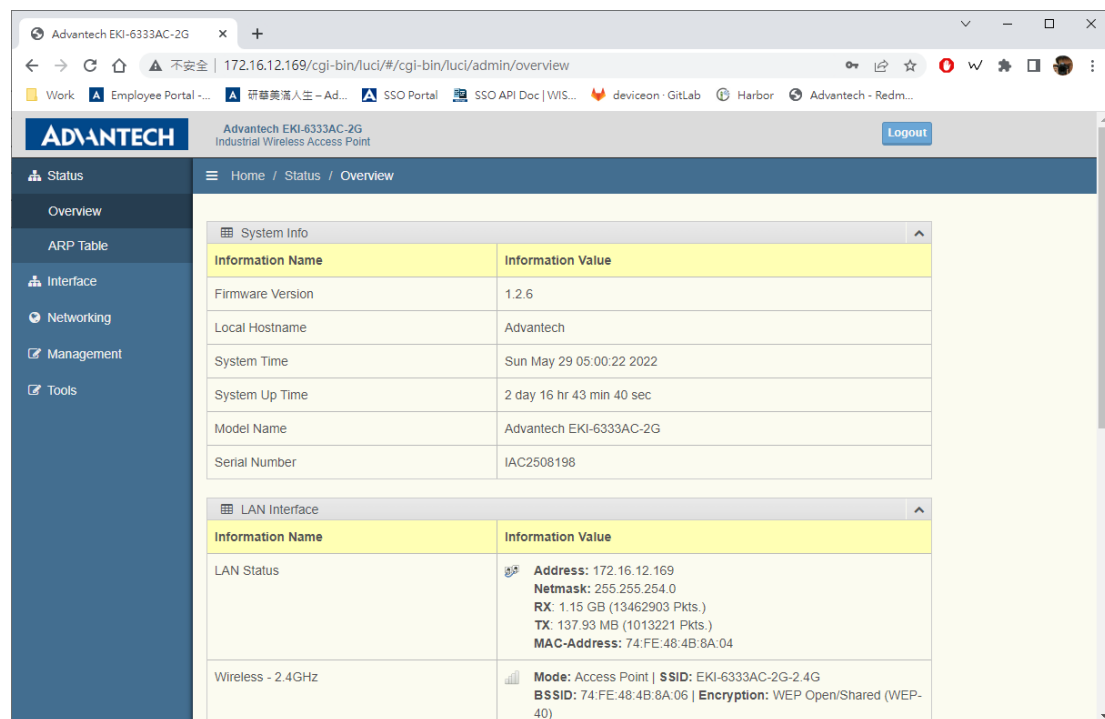 Advantech EKI-6333AC-2G
不安全 | 172.16.12.169/cgi-bin/luci/#/cgi-bin/luci/admin/overview
Work Employee Portal -... 研華美滿人生 – Ad... SSO Portal SSO API Doc | WIS... deviceon · GitLab Harbor Advantech - Redm...
ADVANTECH
Advantech EKI-6333AC-2G
Industrial Wireless Access Point
Logout
Status
Home / Status / Overview
Overview
ARP Table
Interface
Networking
Management
Tools
System Info
Information Name Information Value
Firmware Version 1.2.6
Local Hostname Advantech
System Time Sun May 29 05:00:22 2022
System Up Time 2 day 16 hr 43 min 40 sec
Model Name Advantech EKI-6333AC-2G
Serial Number IAC2508198
LAN Interface
Information Name Information Value
LAN Status Address: 172.16.12.169
Netmask: 255.255.254.0
RX: 1.15 GB (13462903 Pkts.)
TX: 137.93 MB (1013221 Pkts.)
MAC-Address: 74:FE:48:4B:8A:04
Wireless - 2.4GHz Mode: Access Point | SSID: EKI-6333AC-2G-2.4G
BSSID: 74:FE:48:4B:8A:06 | Encryption: WEP Open/Shared (WEP-
40)